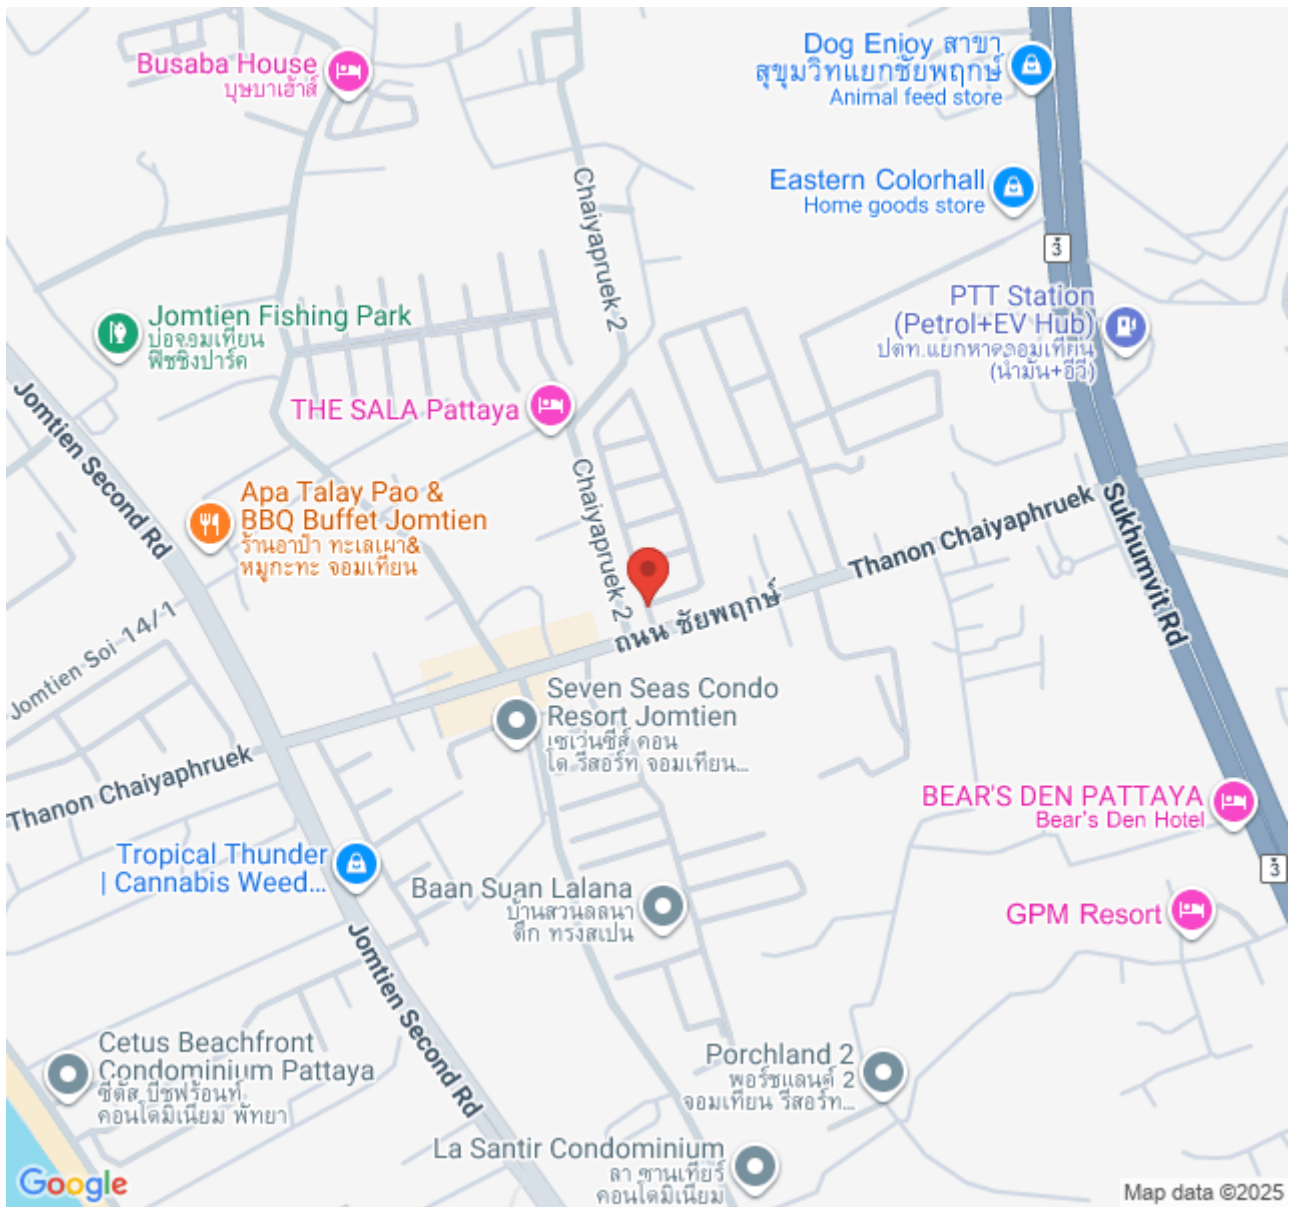 Busaba House
บุษบาเฮ้าส์
Dog Enjoy สาขา
สุขุมวิทแยกชัยพฤกษ์
Animal feed store
Chaiyapruek 2
Eastern Colorhall
Home goods store
3
PTT Station
(Petrol+EV Hub)
ปตท.แยกหาดจอมเทียน
(น้ำมัน+อีวี)
Jomtien Fishing Park
บ่อจอมเทียน
ฟิชชิ่งปาร์ค
THE SALA Pattaya
Jomtien Second Rd
Chaiyapruek 2
Apa Talay Pao &
BBQ Buffet Jomtien
ร้านอาป๊า ทะเลเผา&
หมูกะทะ จอมเทียน
Thanon Chaiyaphruek
Sukhumvit Rd
ถนน ชัยพฤกษ์
Jomtien Soi 14/1
Seven Seas Condo
Resort Jomtien
เซเว่นซีส์ คอน
โด รีสอร์ท จอมเทียน...
Thanon Chaiyaphruek
BEAR'S DEN PATTAYA
Bear's Den Hotel
3
Tropical Thunder
| Cannabis Weed...
Baan Suan Lalana
บ้านสวนลลนา
ตึก ทรงสเปน
GPM Resort
Jomtien Second Rd
Cetus Beachfront
Condominium Pattaya
ซีตัส บีชฟร้อนท์
คอนโดมิเนียม พัทยา
Porchland 2
พอร์ชแลนด์ 2
จอมเทียน รีสอร์ท...
La Santir Condominium
ลา ซานเทียร์
คอนโดมิเนียม
Google
Map data ©2025